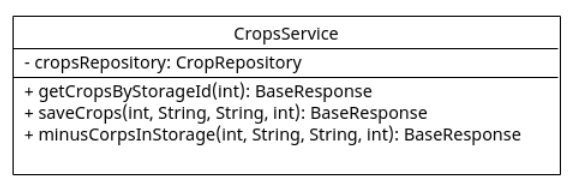 CropsService
- cropsRepository: CropRepository
+ getCropsByStorageId(int): BaseResponse
+ saveCrops(int, String, String, int): BaseResponse
+ minusCorpsInStorage(int, String, String, int): BaseResponse